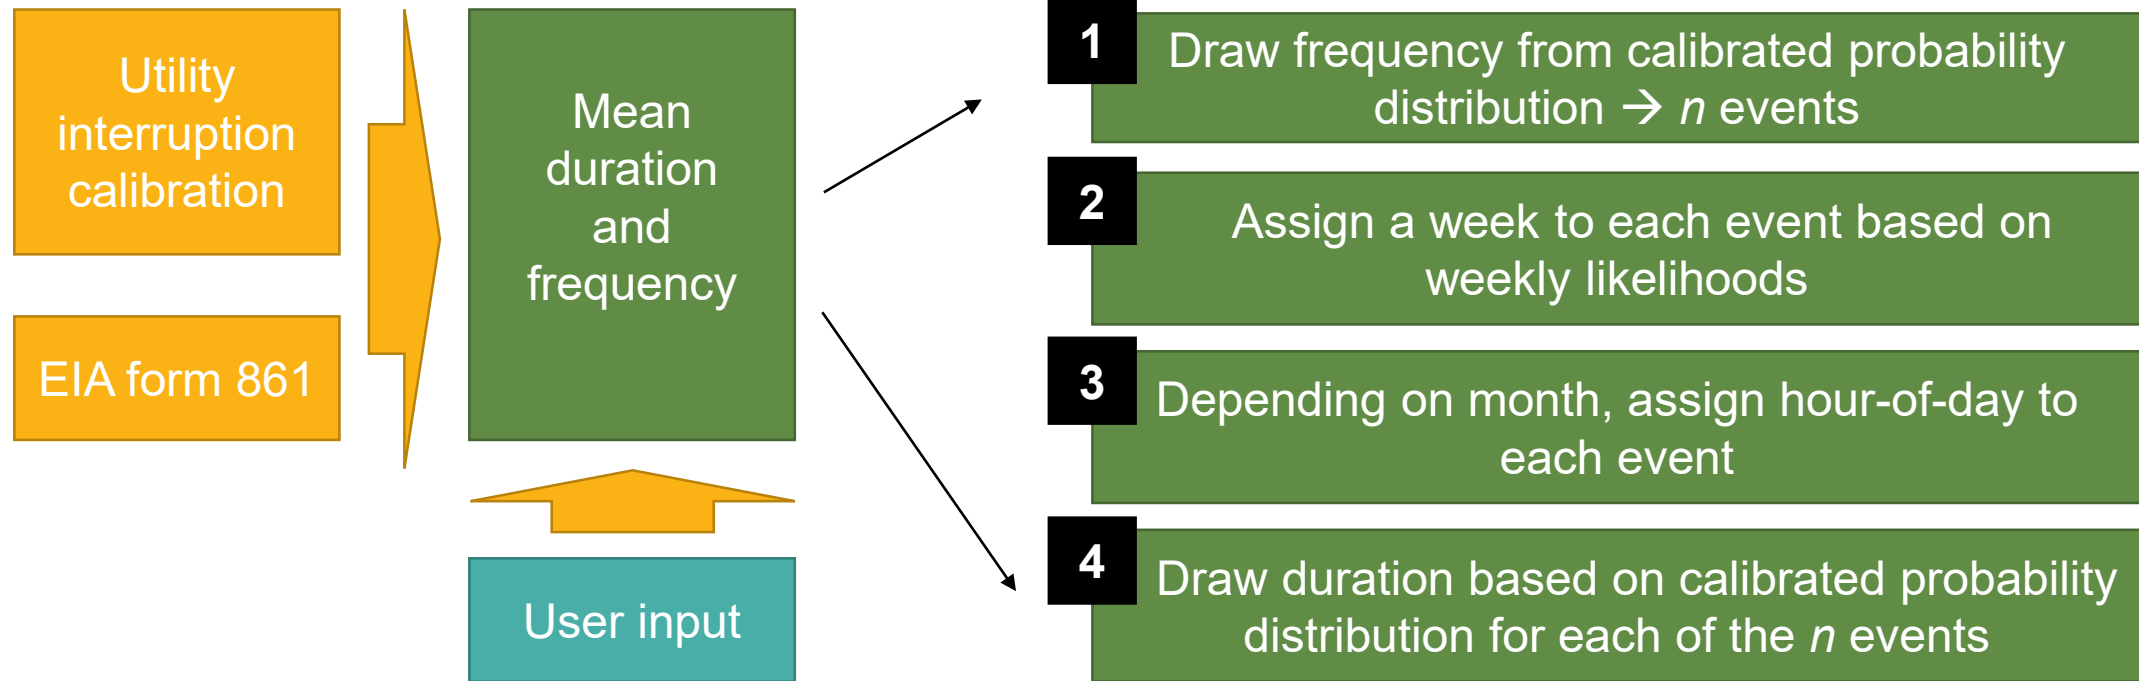 Utility
interruption
calibration
EIA form 861
Mean
duration
and
frequency
User input
1
Draw frequency from calibrated probability
distribution → n events
2
Assign a week to each event based on
weekly likelihoods
3
Depending on month, assign hour-of-day to
each event
4
Draw duration based on calibrated probability
distribution for each of the n events